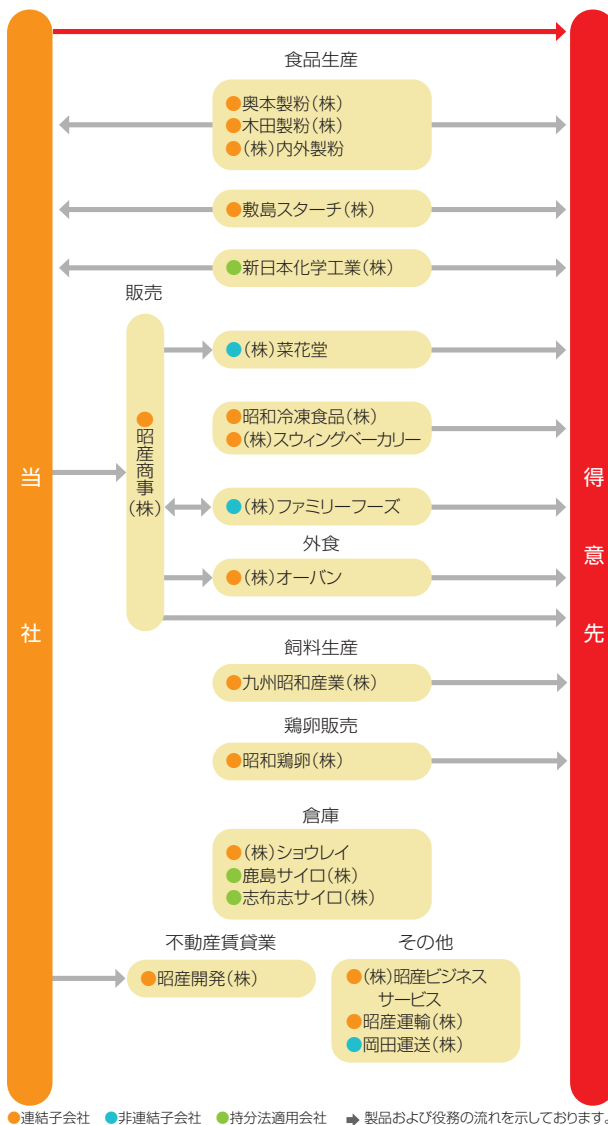 当社
得意先
食品生産
●奥本製粉(株)
●木田製粉(株)
●(株)内外製粉
●敷島スターチ(株)
●新日本化学工業(株)
販売
●昭産商事(株)
●(株)菜花堂
●昭和冷凍食品(株)
●(株)スウィングベーカリー
●(株)ファミリーフーズ
外食
●(株)オーバン
飼料生産
●九州昭和産業(株)
鶏卵販売
●昭和鶏卵(株)
倉庫
●(株)ショウレイ
●鹿島サイロ(株)
●志布志サイロ(株)
不動産賃貸業
●昭産開発(株)
その他
●(株)昭産ビジネス
サービス
●昭産運輸(株)
●岡田運送(株)
●連結子会社 ●非連結子会社 ●持分法適用会社 ➡ 製品および役務の流れを示しております。